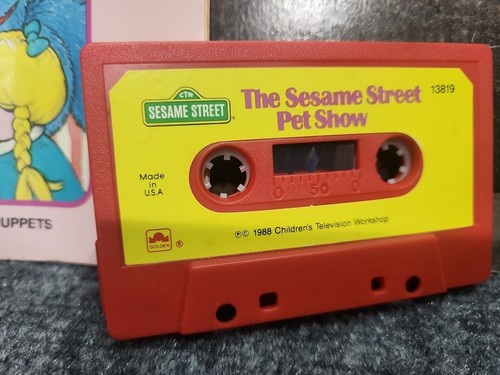 CTW
SESAME STREET
The Sesame Street
Pet Show
13819
Made
in
U.S.A
0 50 0
GOLDEN ®
℗© 1988 Children's Television Workshop
UPPETS